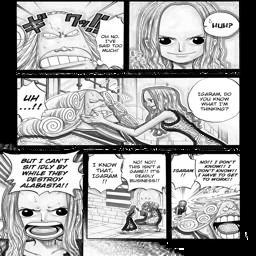 OH NO.
I'VE
SAID TOO
MUCH!
HUH?
UH
...!!
IGARAM, DO
YOU KNOW
WHAT I'M
THINKING?
BUT I CAN'T
SIT IDLY BY
WHILE THEY
DESTROY
ALABASTA!!
I KNOW
THAT,
IGARAM
!!
NO!! NO!!
THIS ISN'T
A GAME!! IT'S
DEADLY
BUSINESS!!
IGARAM
!!
NO!! I DON'T
KNOW!! I
DON'T KNOW!!
I HAVE TO GET
TO WORK!!